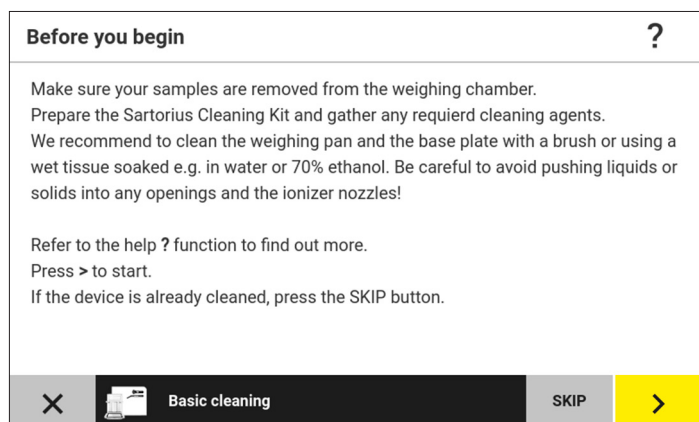 Before you begin ?
Make sure your samples are removed from the weighing chamber.
Prepare the Sartorius Cleaning Kit and gather any requierd cleaning agents.
We recommend to clean the weighing pan and the base plate with a brush or using a
wet tissue soaked e.g. in water or 70% ethanol. Be careful to avoid pushing liquids or
solids into any openings and the ionizer nozzles!
Refer to the help ? function to find out more.
Press > to start.
If the device is already cleaned, press the SKIP button.
Basic cleaning SKIP